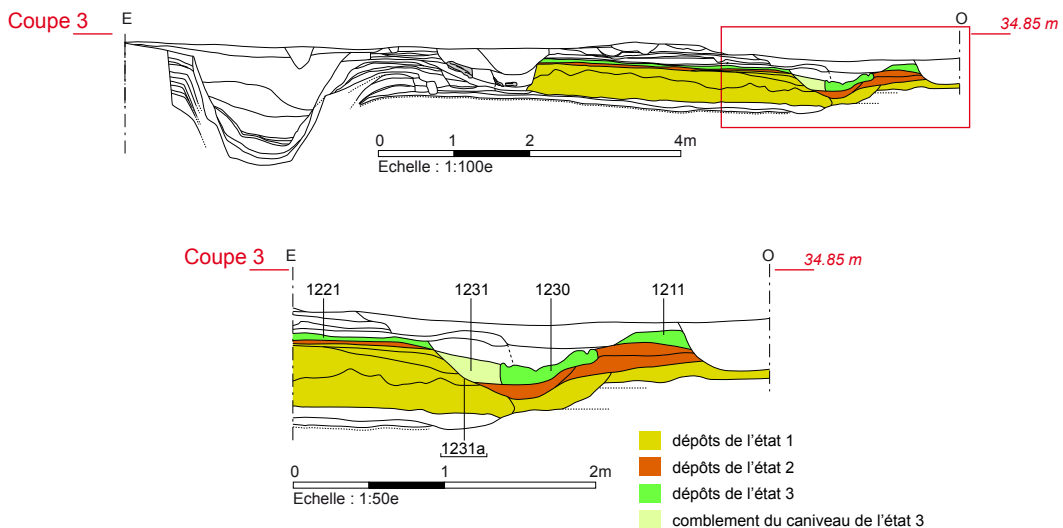 Coupe 3
E
O
34.85 m
0 1 2 4m
Echelle : 1:100e
Coupe 3
E
O
34.85 m
1221 1231 1230 1211
1231a
0 1 2m
Echelle : 1:50e
dépôts de l'état 1
dépôts de l'état 2
dépôts de l'état 3
comblement du caniveau de l'état 3